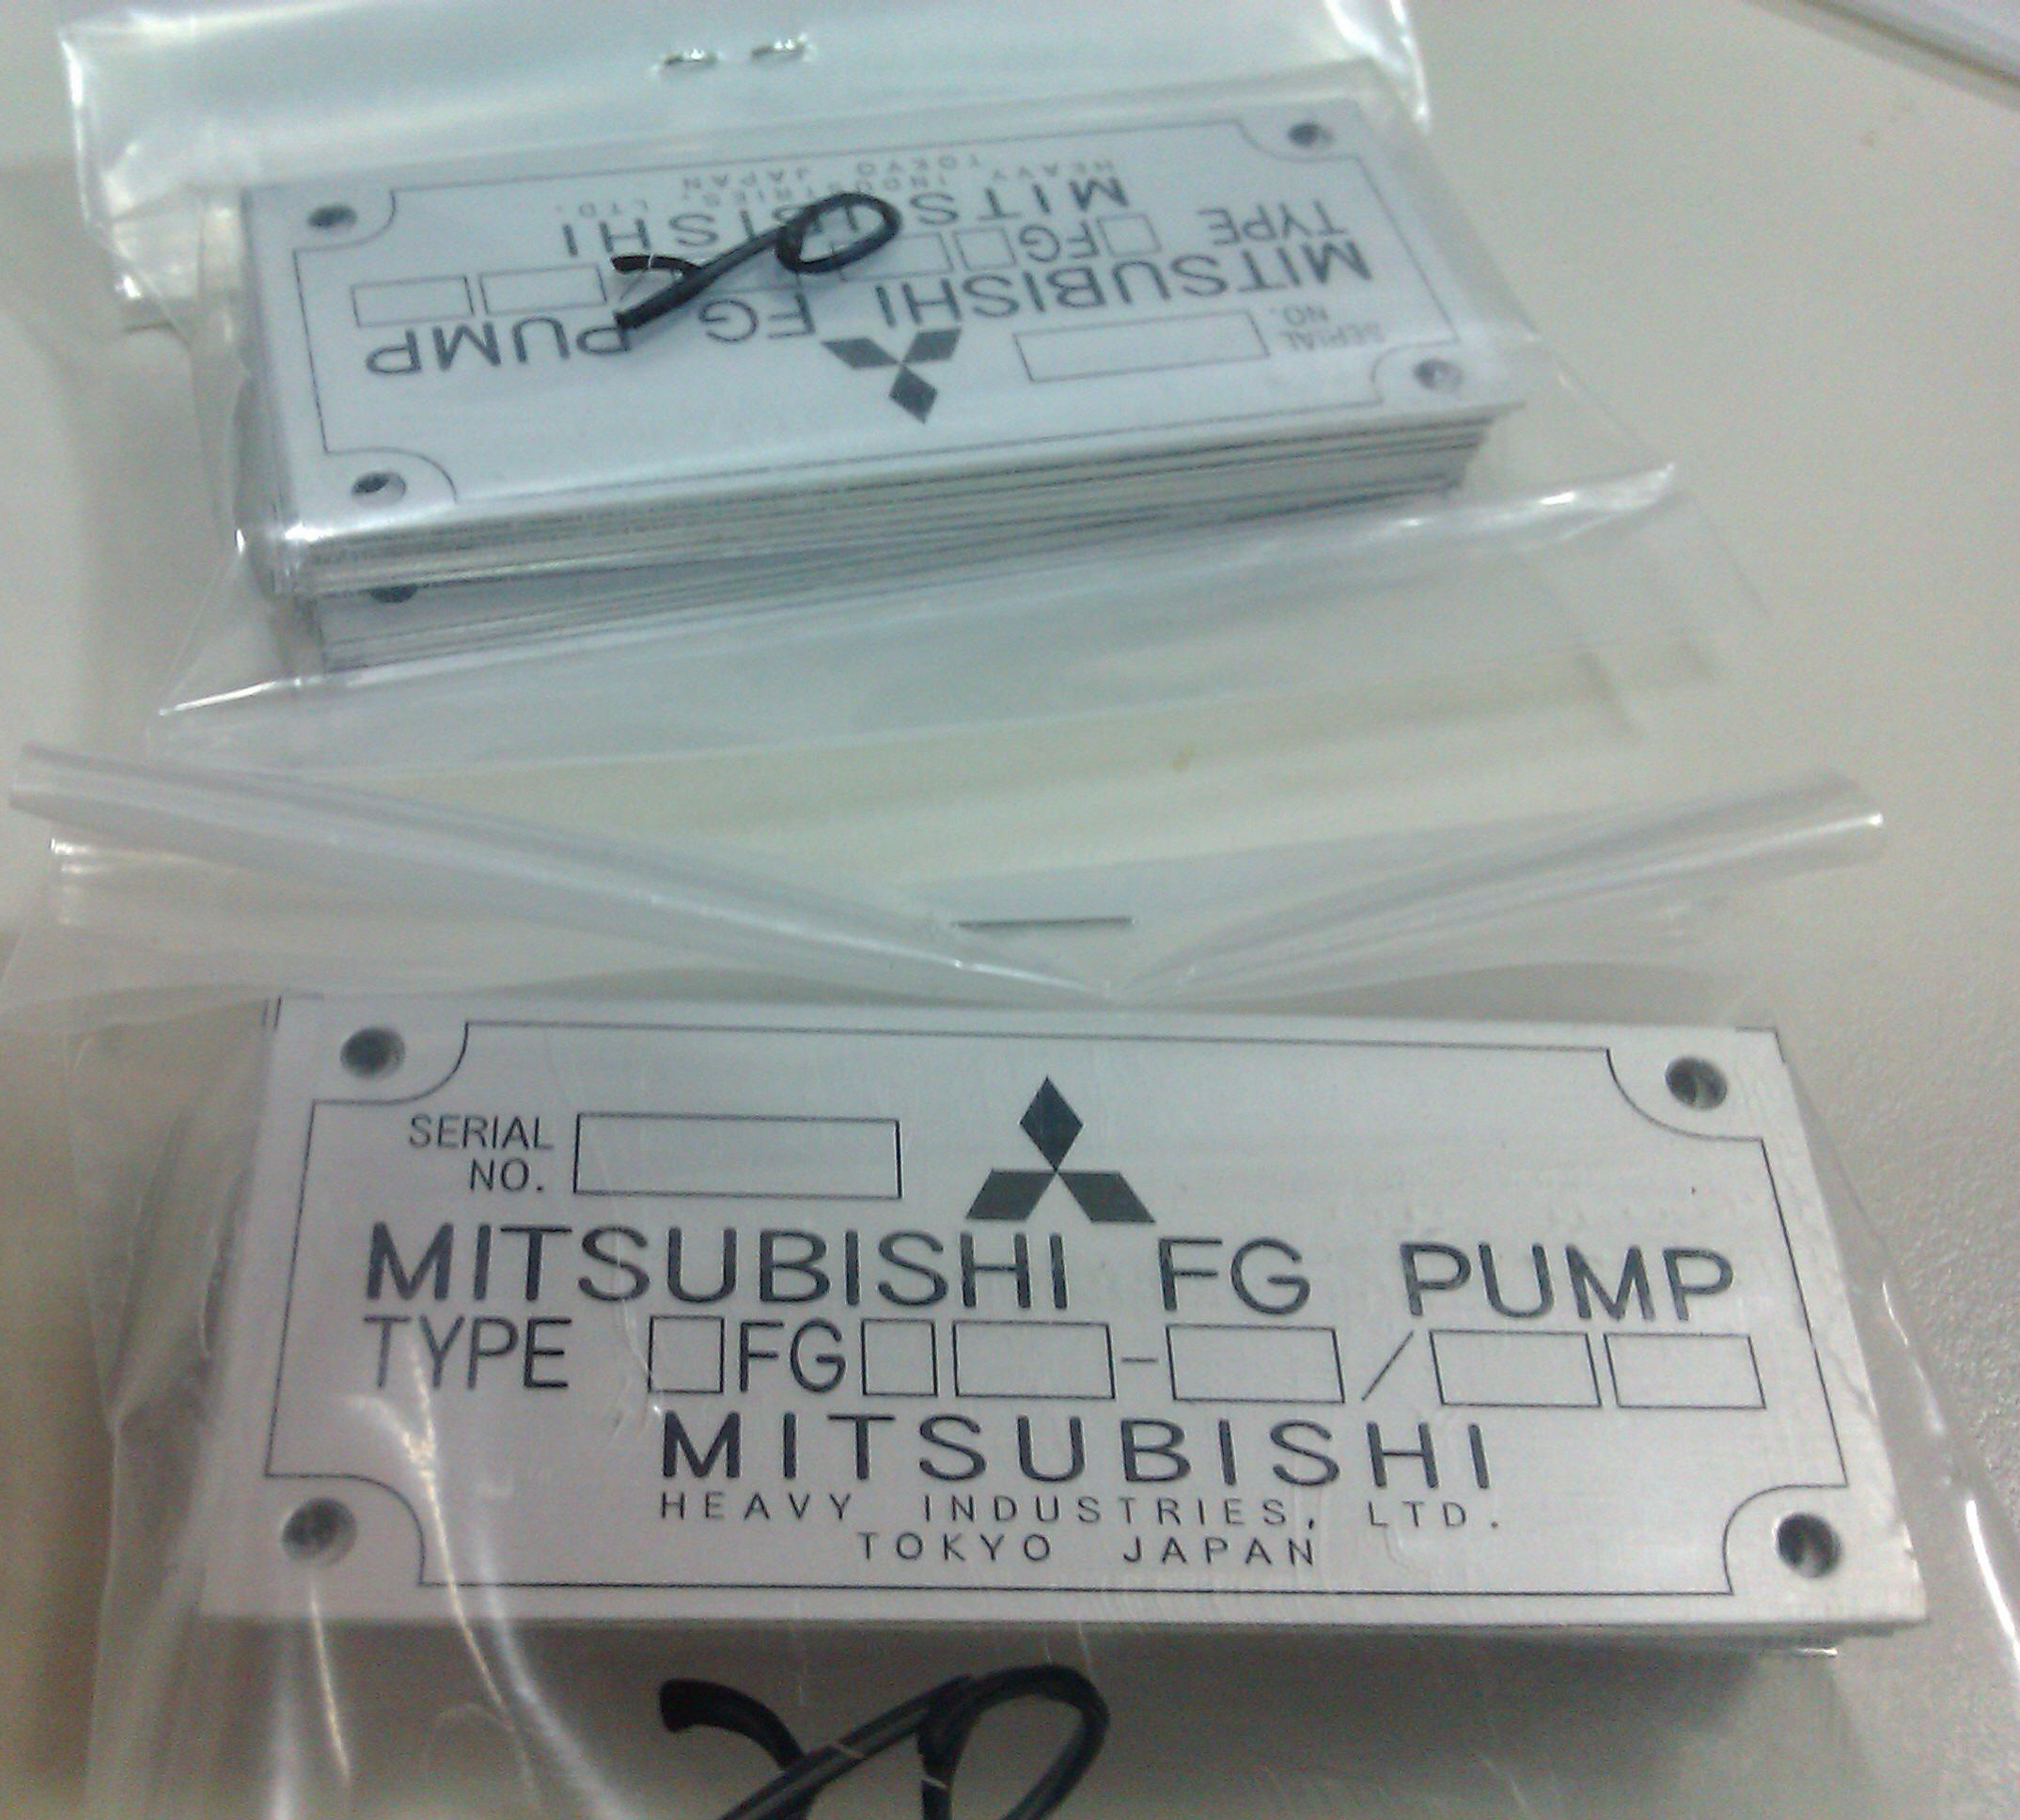 SERIAL
NO.
MITSUBISHI FG PUMP
TYPE □FG□□-□/□□
MITSUBISHI
HEAVY INDUSTRIES, LTD.
TOKYO JAPAN
SERIAL
NO.
MITSUBISHI FG PUMP
TYPE □FG
MITSUBISHI
HEAVY INDUSTRIES, LTD.
TOKYO JAPAN